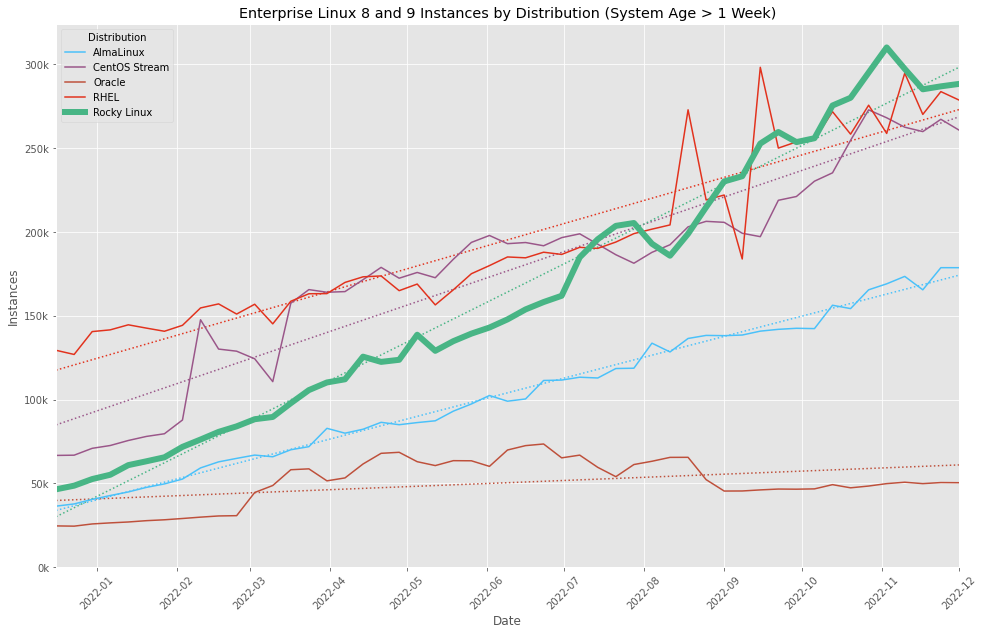 Enterprise Linux 8 and 9 Instances by Distribution (System Age > 1 Week)
Distribution
AlmaLinux
CentOS Stream
Oracle
RHEL
Rocky Linux
300k
250k
200k
150k
100k
50k
0k
Instances
2022-01
2022-02
2022-03
2022-04
2022-05
2022-06
2022-07
2022-08
2022-09
2022-10
2022-11
2022-12
Date